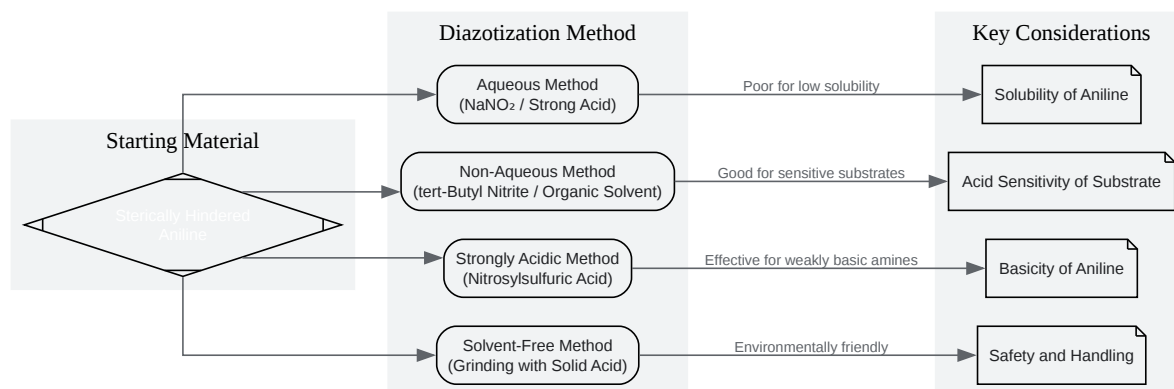 Diazotization Method
Key Considerations
Aqueous Method
(NaNO₂ / Strong Acid)
Poor for low solubility
Solubility of Aniline
Starting Material
Non-Aqueous Method
(tert-Butyl Nitrite / Organic Solvent)
Good for sensitive substrates
Acid Sensitivity of Substrate
Sterically Hindered
Aniline
Strongly Acidic Method
(Nitrosylsulfuric Acid)
Effective for weakly basic amines
Basicity of Aniline
Solvent-Free Method
(Grinding with Solid Acid)
Environmentally friendly
Safety and Handling